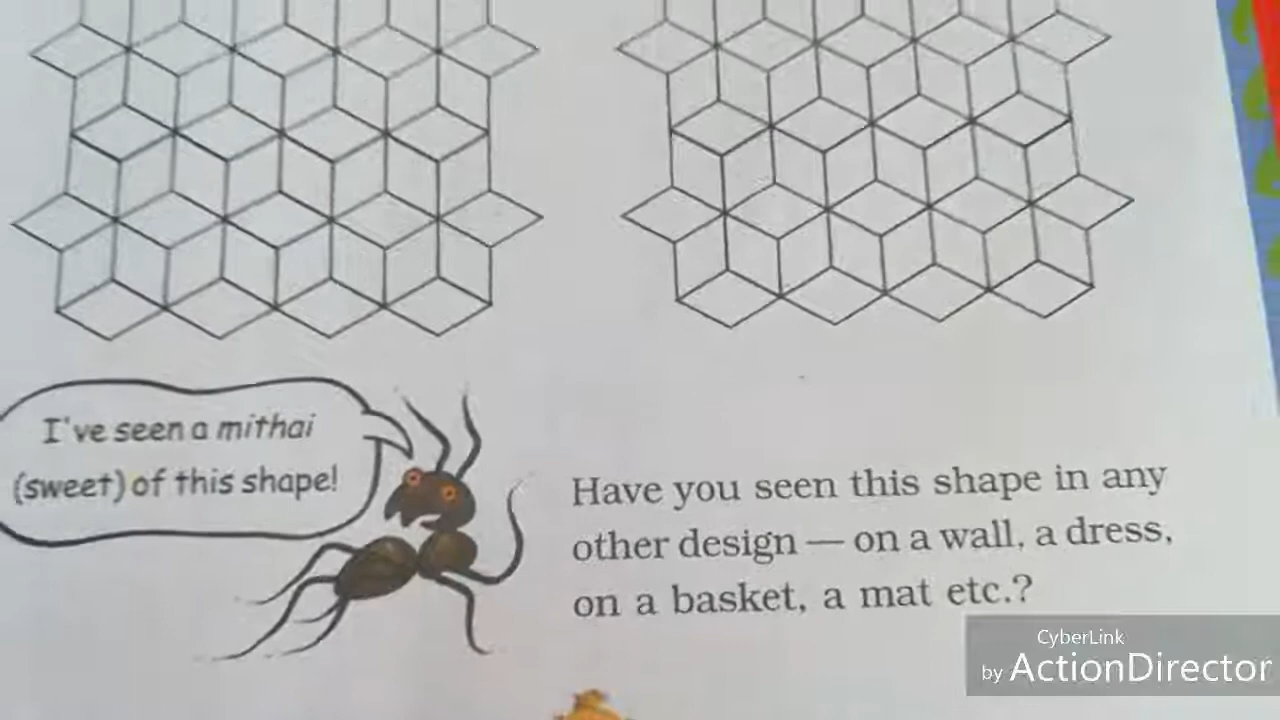 I've seen a mithai
(sweet) of this shape!
Have you seen this shape in any
other design — on a wall, a dress,
on a basket, a mat etc.?
CyberLink
by ActionDirector